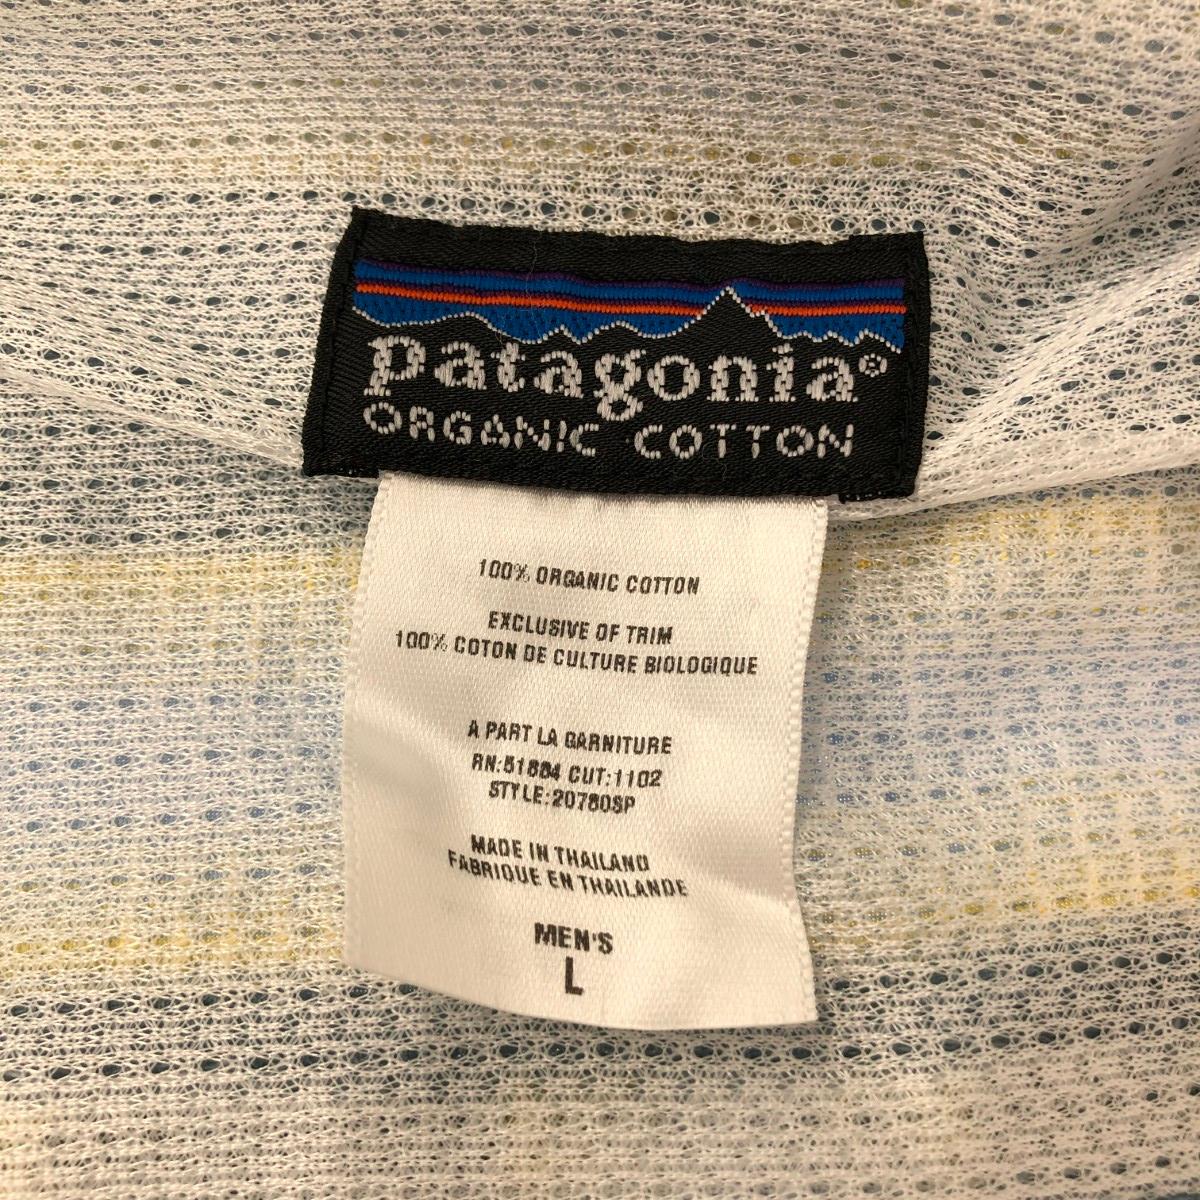 patagonia®
ORGANIC COTTON
100% ORGANIC COTTON
EXCLUSIVE OF TRIM
100% COTON DE CULTURE BIOLOGIQUE
A PART LA GARNITURE
RN:51884 CUT:1102
STYLE:20780SP
MADE IN THAILAND
FABRIQUE EN THAILANDE
MEN'S
L